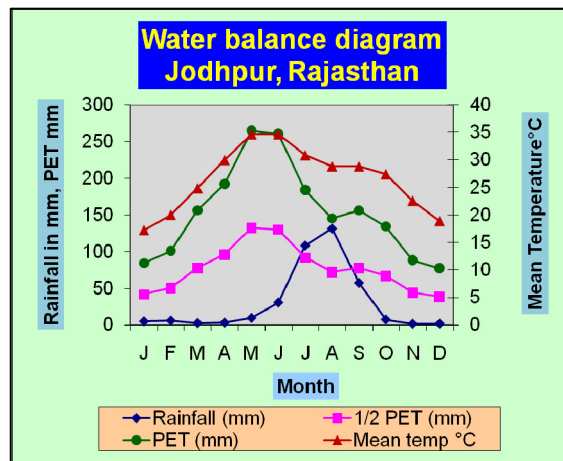 Water balance diagram
Jodhpur, Rajasthan
Rainfall in mm, PET mm
300
250
200
150
100
50
0
40
35
30
25
20
15
10
5
0
Mean Temperature°C
J F M A M J J A S O N D
Month
Rainfall (mm) 1/2 PET (mm)
PET (mm) Mean temp °C